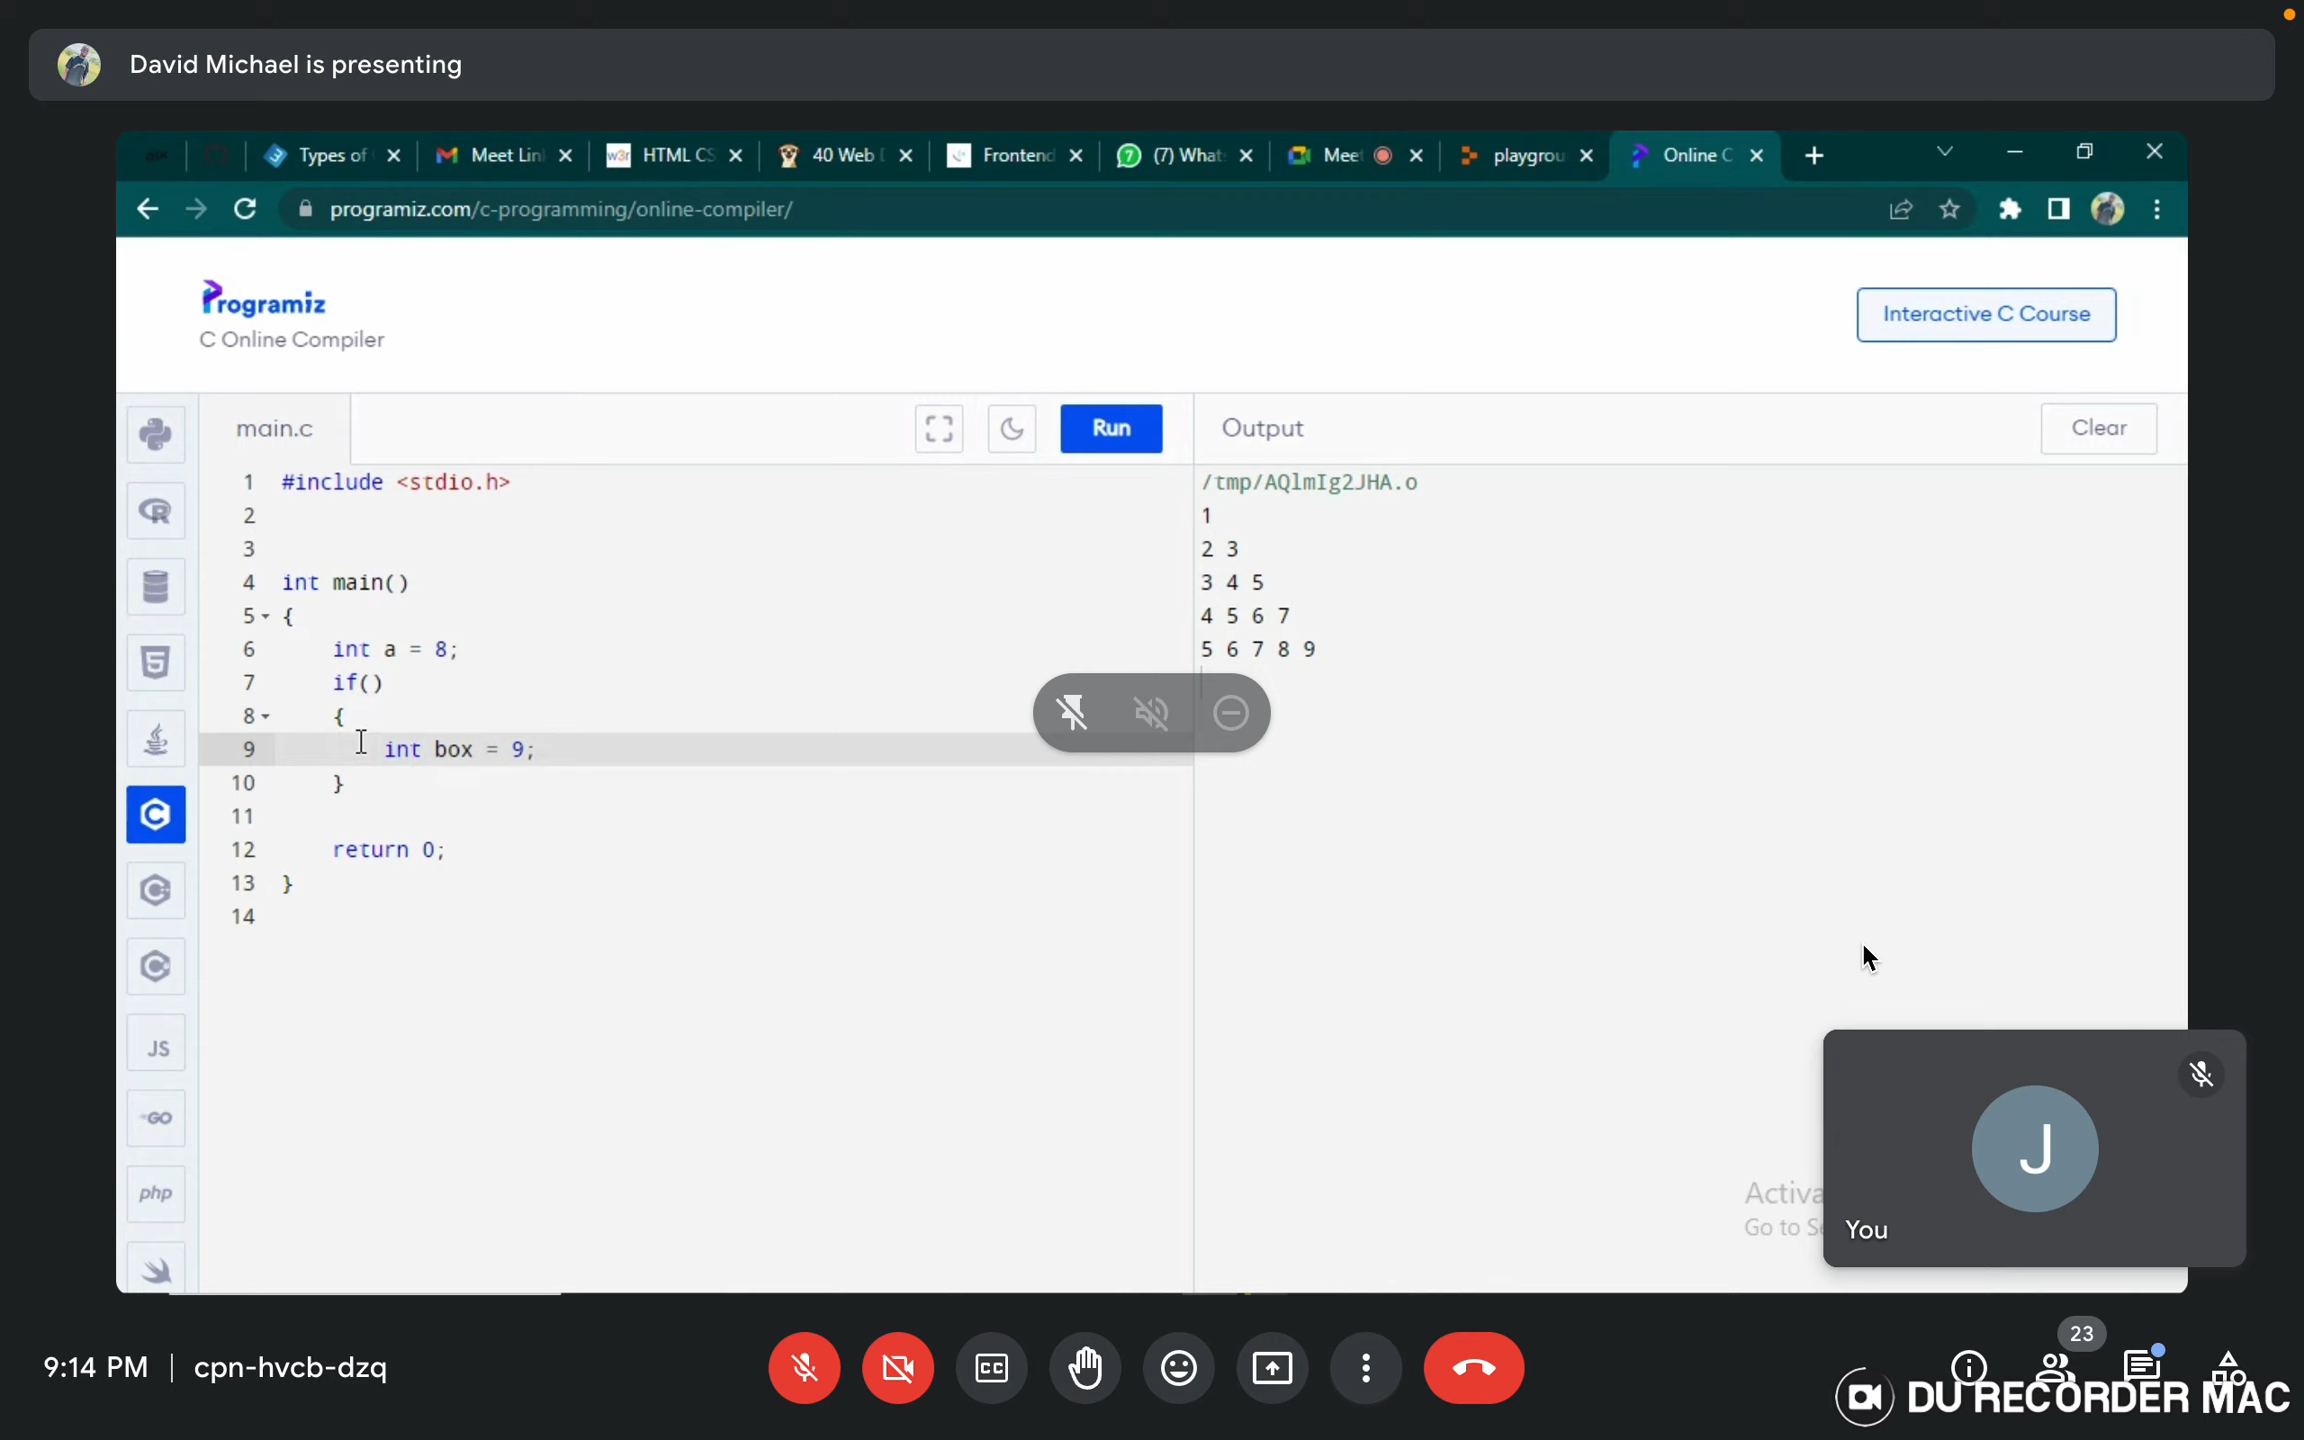 David Michael is presenting
Types of
Meet Lin
w3r HTML CS
40 Web D
Frontend
7 (7) What
Mee
playgrou
Online C
programiz.com/c-programming/online-compiler/
Programiz
C Online Compiler
Interactive C Course
main.c
Run
Output
Clear
1 #include <stdio.h>
2
3
4 int main()
5 {
6 int a = 8;
7 if()
8 {
9 int box = 9;
10 }
11
12 return 0;
13 }
14
/tmp/AQlmIg2JHA.o
1
2 3
3 4 5
4 5 6 7
5 6 7 8 9
JS
GO
php
Activa
Go to S
J
You
9:14 PM | cpn-hvcb-dzq
CC
23
DU RECORDER MAC